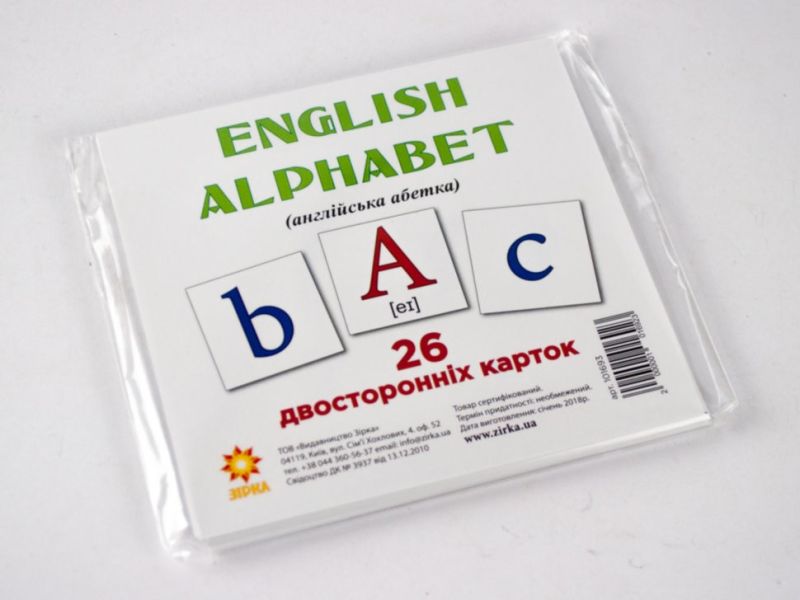 ENGLISH
ALPHABET
(англійська абетка)
b
A
[eɪ]
c
26
двосторонніх карток
арт. 101693
ЗІРКА
ТОВ «Видавництво Зірка»
04119, Київ, вул. Сім'ї Хохлових, 4, оф. 52
тел. +38 044 360-56-37 email: info@zirka.ua
Свідоцтво ДК № 3937 від 13.12.2010
Товар сертифікований.
Термін придатності: необмежений.
Дата виготовлення: січень 2018р.
www.zirka.ua